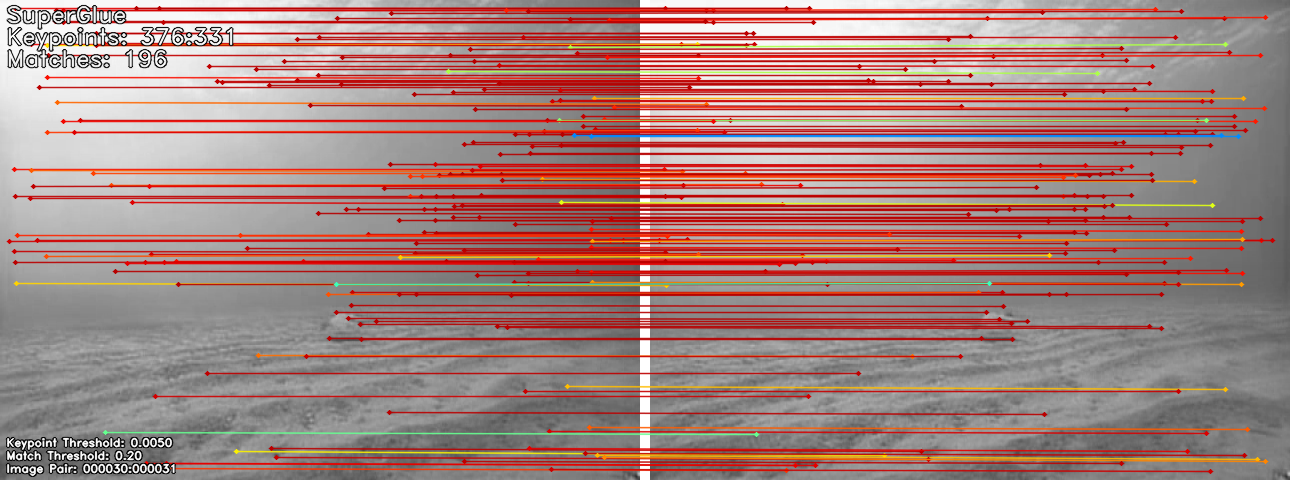 SuperGlue
Keypoints: 376:331
Matches: 196
Keypoint Threshold: 0.0050
Match Threshold: 0.20
Image Pair: 000030:000031